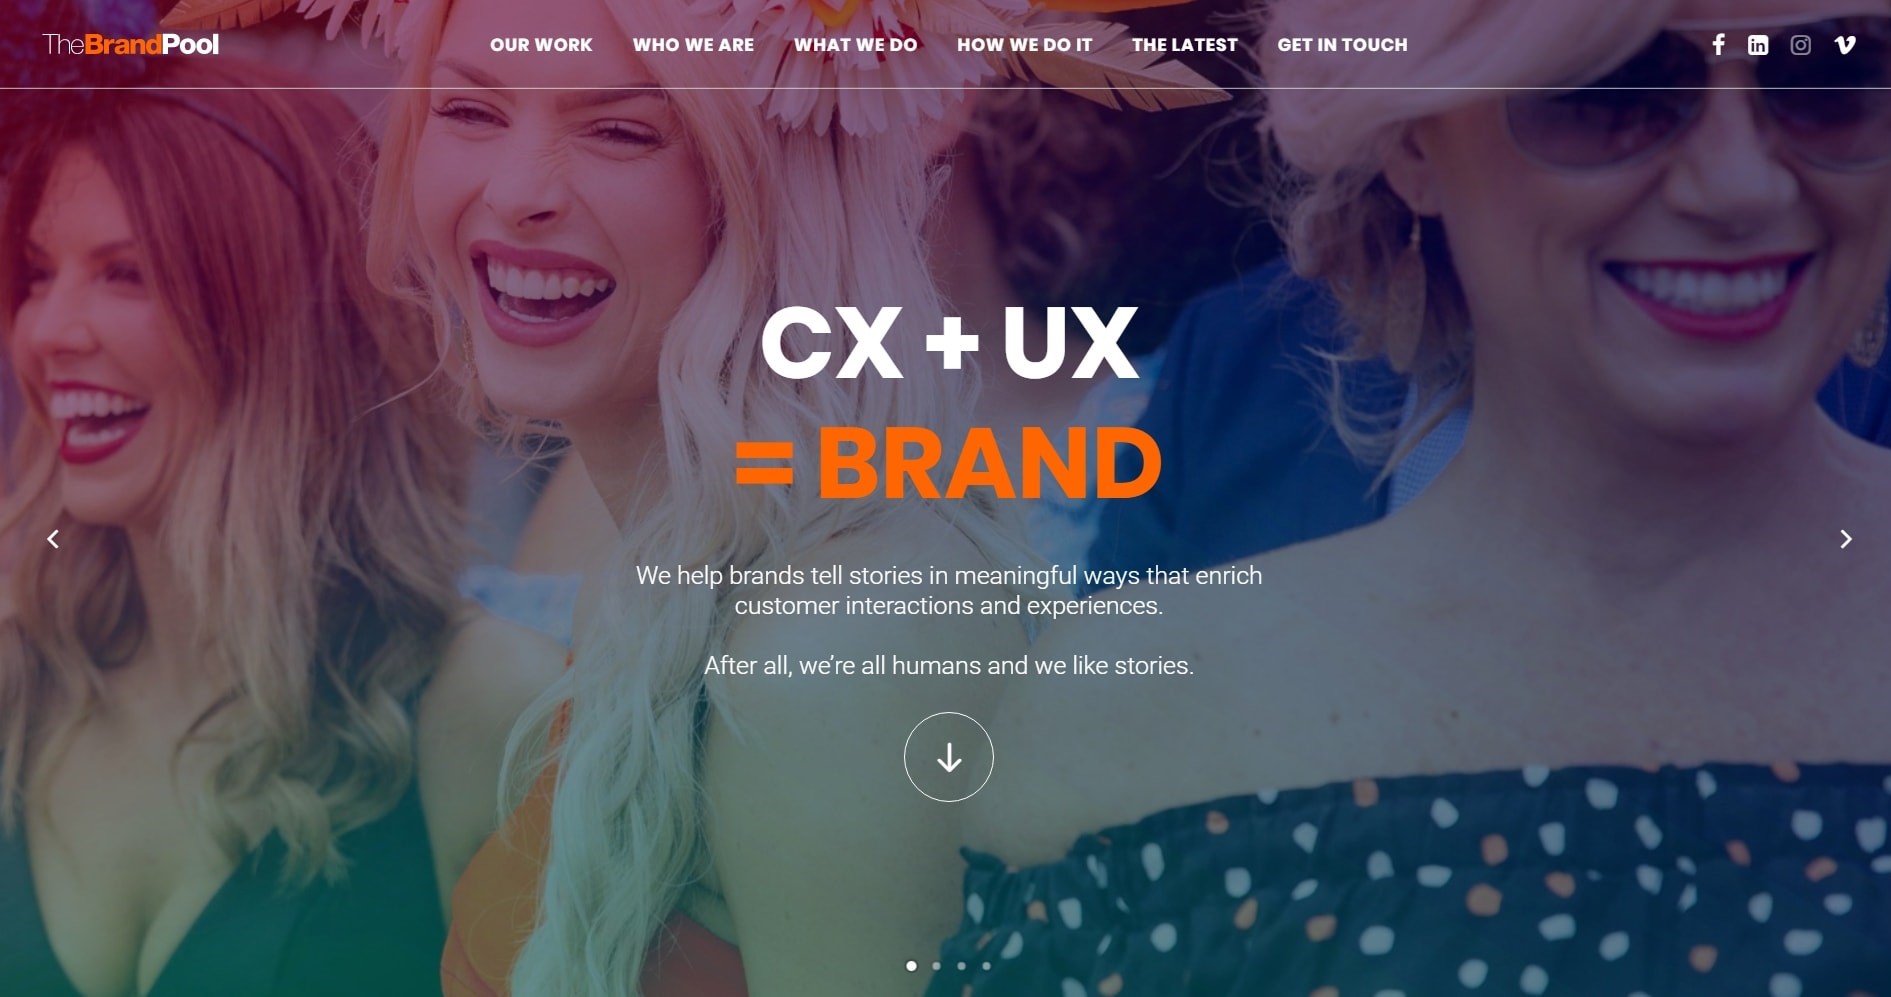 TheBrandPool
OUR WORK
WHO WE ARE
WHAT WE DO
HOW WE DO IT
THE LATEST
GET IN TOUCH
CX + UX
= BRAND
We help brands tell stories in meaningful ways that enrich
customer interactions and experiences.
After all, we’re all humans and we like stories.